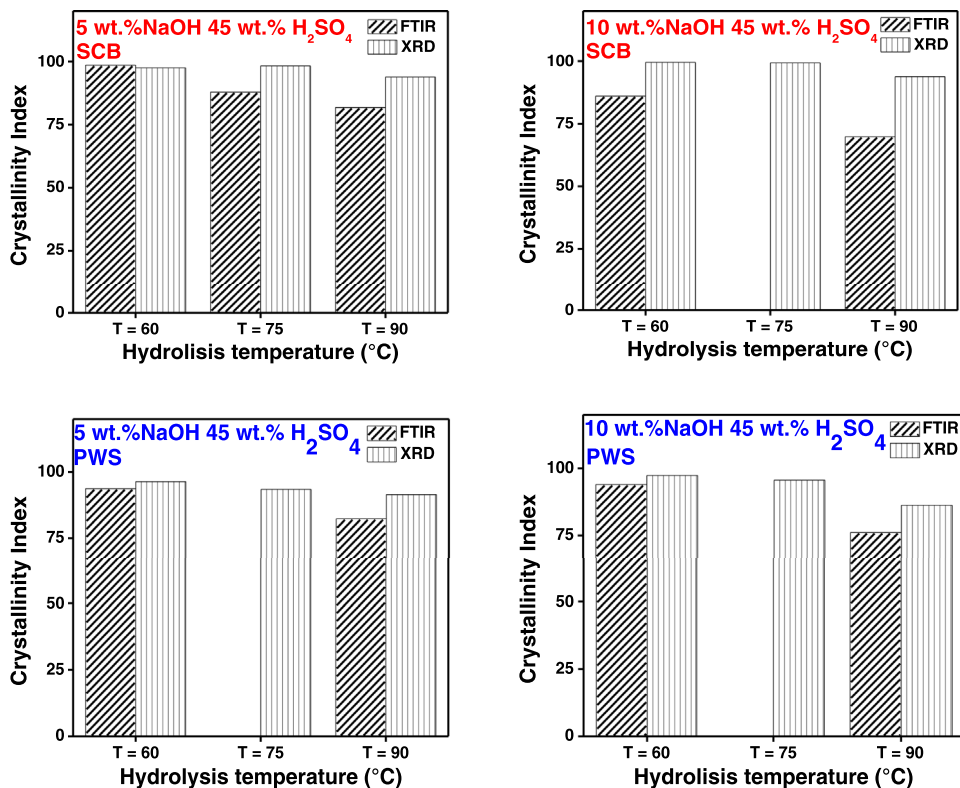 5 wt.%NaOH 45 wt.% H2SO4
SCB
FTIR
XRD
100
75
50
25
0
Crystallinity Index
T = 60
T = 75
T = 90
Hydrolisis temperature (°C)
10 wt.%NaOH 45 wt.% H2SO4
SCB
FTIR
XRD
100
75
50
25
0
Crystallinity Index
T = 60
T = 75
T = 90
Hydrolysis temperature (°C)
5 wt.%NaOH 45 wt.% H2SO4
PWS
FTIR
XRD
100
75
50
25
0
Crystallinity Index
T = 60
T = 75
T = 90
Hydrolysis temperature (°C)
10 wt.%NaOH 45 wt.% H2SO4
PWS
FTIR
XRD
100
75
50
25
0
Crystallinity Index
T = 60
T = 75
T = 90
Hydrolisis temperature (°C)